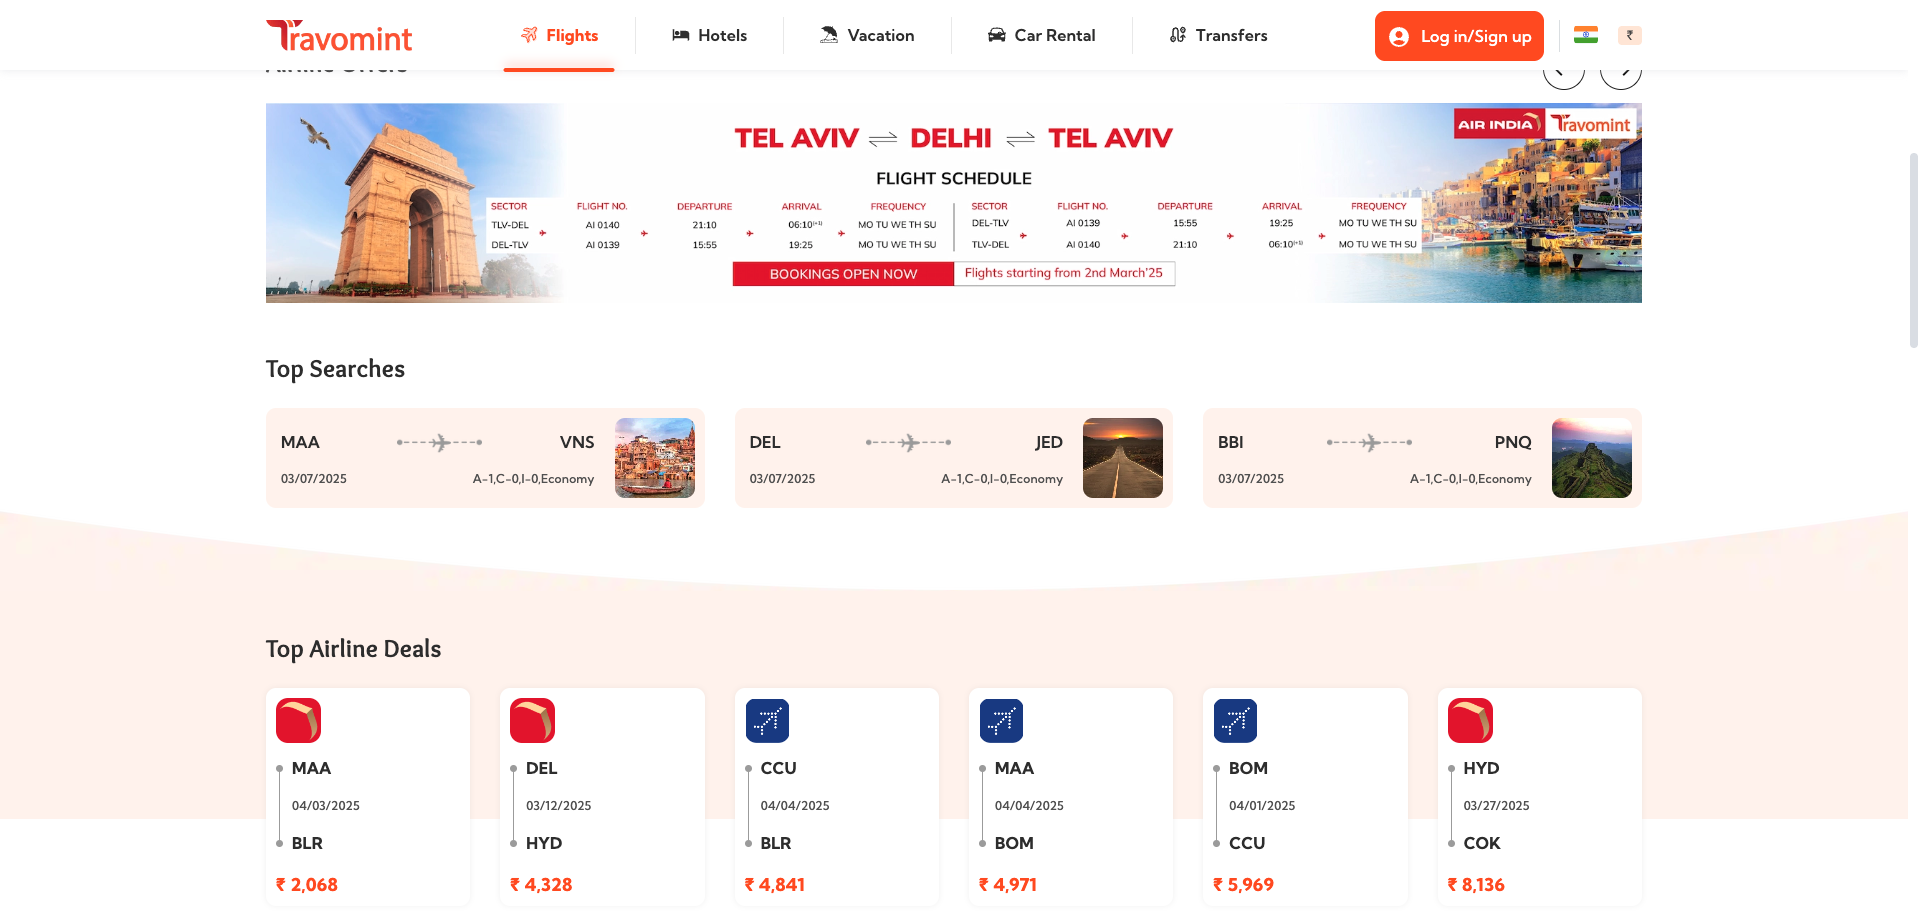 Travomint
Flights
Hotels
Vacation
Car Rental
Transfers
Log in/Sign up
₹
Airline Offers
AIR INDIA Travomint
TEL AVIV DELHI TEL AVIV
FLIGHT SCHEDULE
SECTOR FLIGHT NO. DEPARTURE ARRIVAL FREQUENCY
TLV-DEL AI 0140 21:10 06:10(+1) MO TU WE TH SU
DEL-TLV AI 0139 15:55 19:25 MO TU WE TH SU
SECTOR FLIGHT NO. DEPARTURE ARRIVAL FREQUENCY
DEL-TLV AI 0139 15:55 19:25 MO TU WE TH SU
TLV-DEL AI 0140 21:10 06:10(+1) MO TU WE TH SU
BOOKINGS OPEN NOW Flights starting from 2nd March'25
Top Searches
MAA VNS
03/07/2025 A-1,C-0,I-0,Economy
DEL JED
03/07/2025 A-1,C-0,I-0,Economy
BBI PNQ
03/07/2025 A-1,C-0,I-0,Economy
Top Airline Deals
MAA
04/03/2025
BLR
₹ 2,068
DEL
03/12/2025
HYD
₹ 4,328
CCU
04/04/2025
BLR
₹ 4,841
MAA
04/04/2025
BOM
₹ 4,971
BOM
04/01/2025
CCU
₹ 5,969
HYD
03/27/2025
COK
₹ 8,136